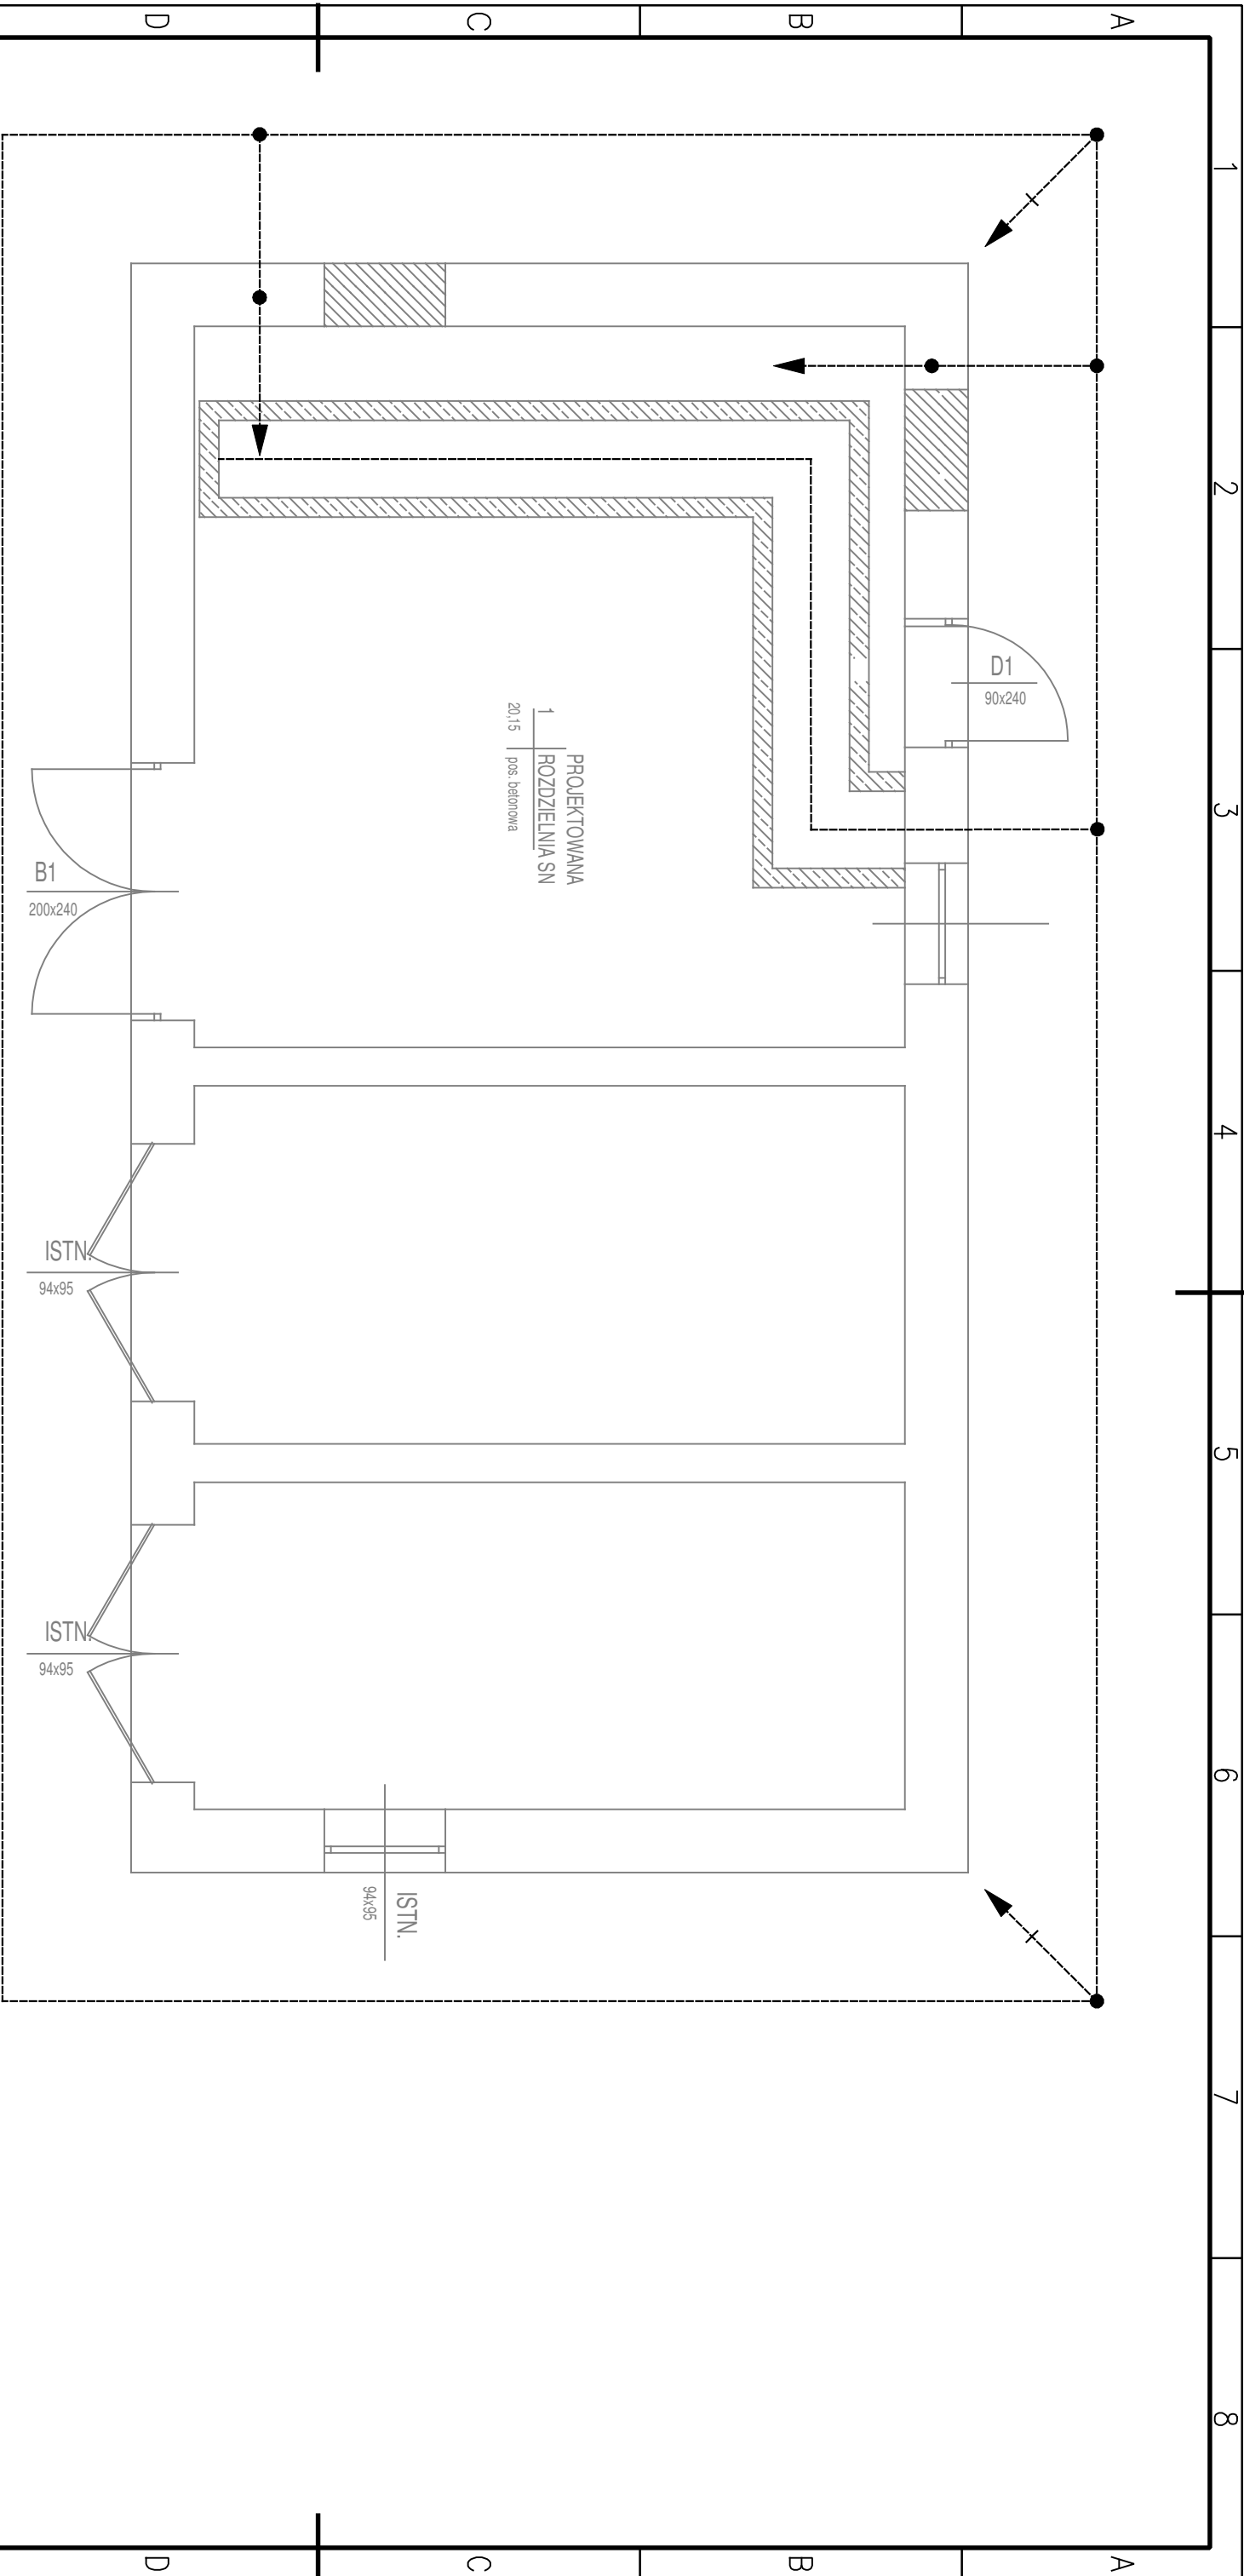 1
2
3
4
5
6
7
8
A
B
C
D
A
B
C
D
D1
90x240
PROJEKTOWANA
1 ROZDZIELNIA SN
20,15 pos. betonowa
B1
200x240
ISTN.
94x95
ISTN.
94x95
ISTN.
94x95